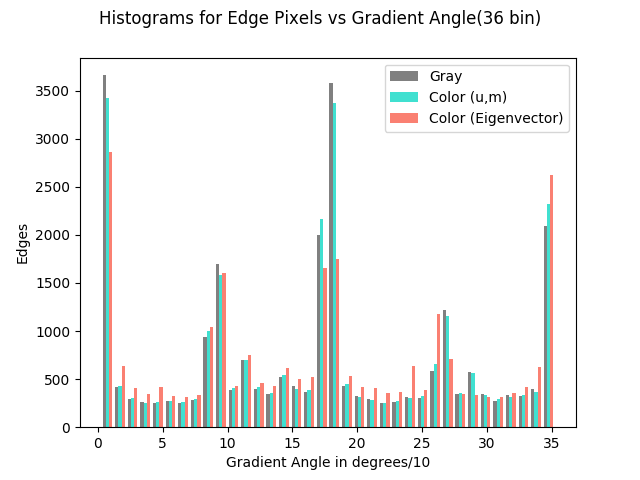 Histograms for Edge Pixels vs Gradient Angle(36 bin)
Gray
Color (u,m)
Color (Eigenvector)
3500
3000
2500
2000
1500
1000
500
0
Edges
0 5 10 15 20 25 30 35
Gradient Angle in degrees/10